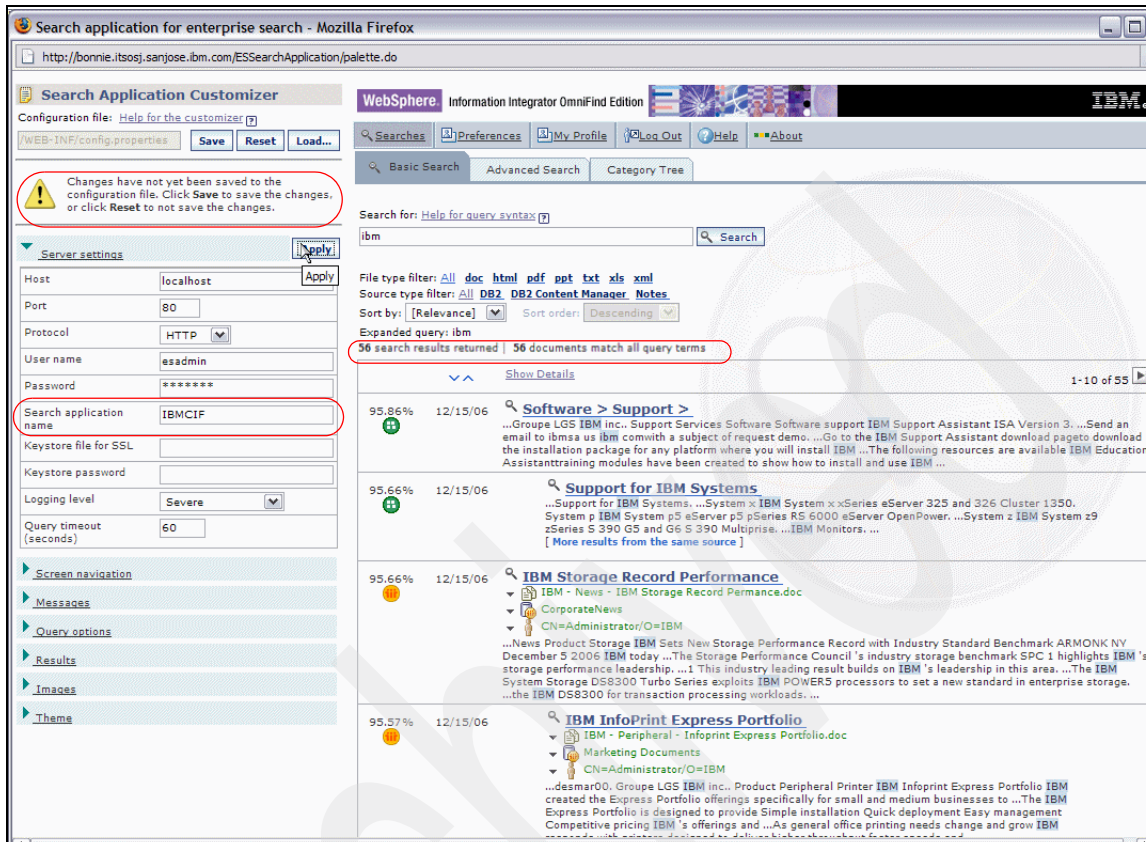 Search application for enterprise search - Mozilla Firefox
http://bonnie.itsosj.sanjose.ibm.com/ESSearchApplication/palette.do
Search Application Customizer
Configuration file: Help for the customizer ?
/WEB-INF/config.properties Save Reset Load...
Changes have not yet been saved to the
configuration file. Click Save to save the changes,
or click Reset to not save the changes.
Server settings Apply
Apply
Host localhost
Port 80
Protocol HTTP
User name esadmin
Password *******
Search application
name IBMCIF
Keystore file for SSL
Keystore password
Logging level Severe
Query timeout
(seconds) 60
Screen navigation
Messages
Query options
Results
Images
Theme
WebSphere. Information Integrator OmniFind Edition IBM.
Searches Preferences My Profile Log Out Help About
Basic Search Advanced Search Category Tree
Search for: Help for query syntax ?
ibm Search
File type filter: All doc html pdf ppt txt xls xml
Source type filter: All DB2 DB2 Content Manager Notes
Sort by: [Relevance] Sort order: Descending
Expanded query: ibm
56 search results returned | 56 documents match all query terms
Show Details 1-10 of 55
95.86% 12/15/06 Software > Support >
...Groupe LGS IBM inc.. Support Services Software Software support IBM Support Assistant ISA Version 3. ...Send an
email to ibmsa us ibm comwith a subject of request demo. ...Go to the IBM Support Assistant download pageto download
the installation package for any platform where you will install IBM ...The following resources are available IBM Education
Assistanttraining modules have been created to show how to install and use IBM ...
95.66% 12/15/06 Support for IBM Systems
...Support for IBM Systems. ...System x IBM System x xSeries eServer 325 and 326 Cluster 1350.
System p IBM System p5 eServer p5 pSeries RS 6000 eServer OpenPower. ...System z IBM System z9
zSeries S 390 G5 and G6 S 390 Multiprise. ...IBM Monitors. ...
[ More results from the same source ]
95.66% 12/15/06 IBM Storage Record Performance
IBM - News - IBM Storage Record Permance.doc
CorporateNews
CN=Administrator/O=IBM
...News Product Storage IBM Sets New Storage Performance Record with Industry Standard Benchmark ARMONK NY
December 5 2006 IBM today ...The Storage Performance Council 's industry storage benchmark SPC 1 highlights IBM 's
storage performance leadership. ...1 This industry leading result builds on IBM 's leadership in this area. ...The IBM
System Storage DS8300 Turbo Series exploits IBM POWER5 processors to set a new standard in enterprise storage.
...the IBM DS8300 for transaction processing workloads. ...
95.57% 12/15/06 IBM InfoPrint Express Portfolio
IBM - Peripheral - Infoprint Express Portfolio.doc
Marketing Documents
CN=Administrator/O=IBM
...desmar00. Groupe LGS IBM inc.. Product Peripheral Printer IBM Infoprint Express Portfolio IBM
created the Express Portfolio offerings specifically for small and medium businesses to ...The IBM
Express Portfolio is designed to provide Simple installation Quick deployment Easy management
Competitive pricing IBM 's offerings and ...As general office printing needs change and grow IBM